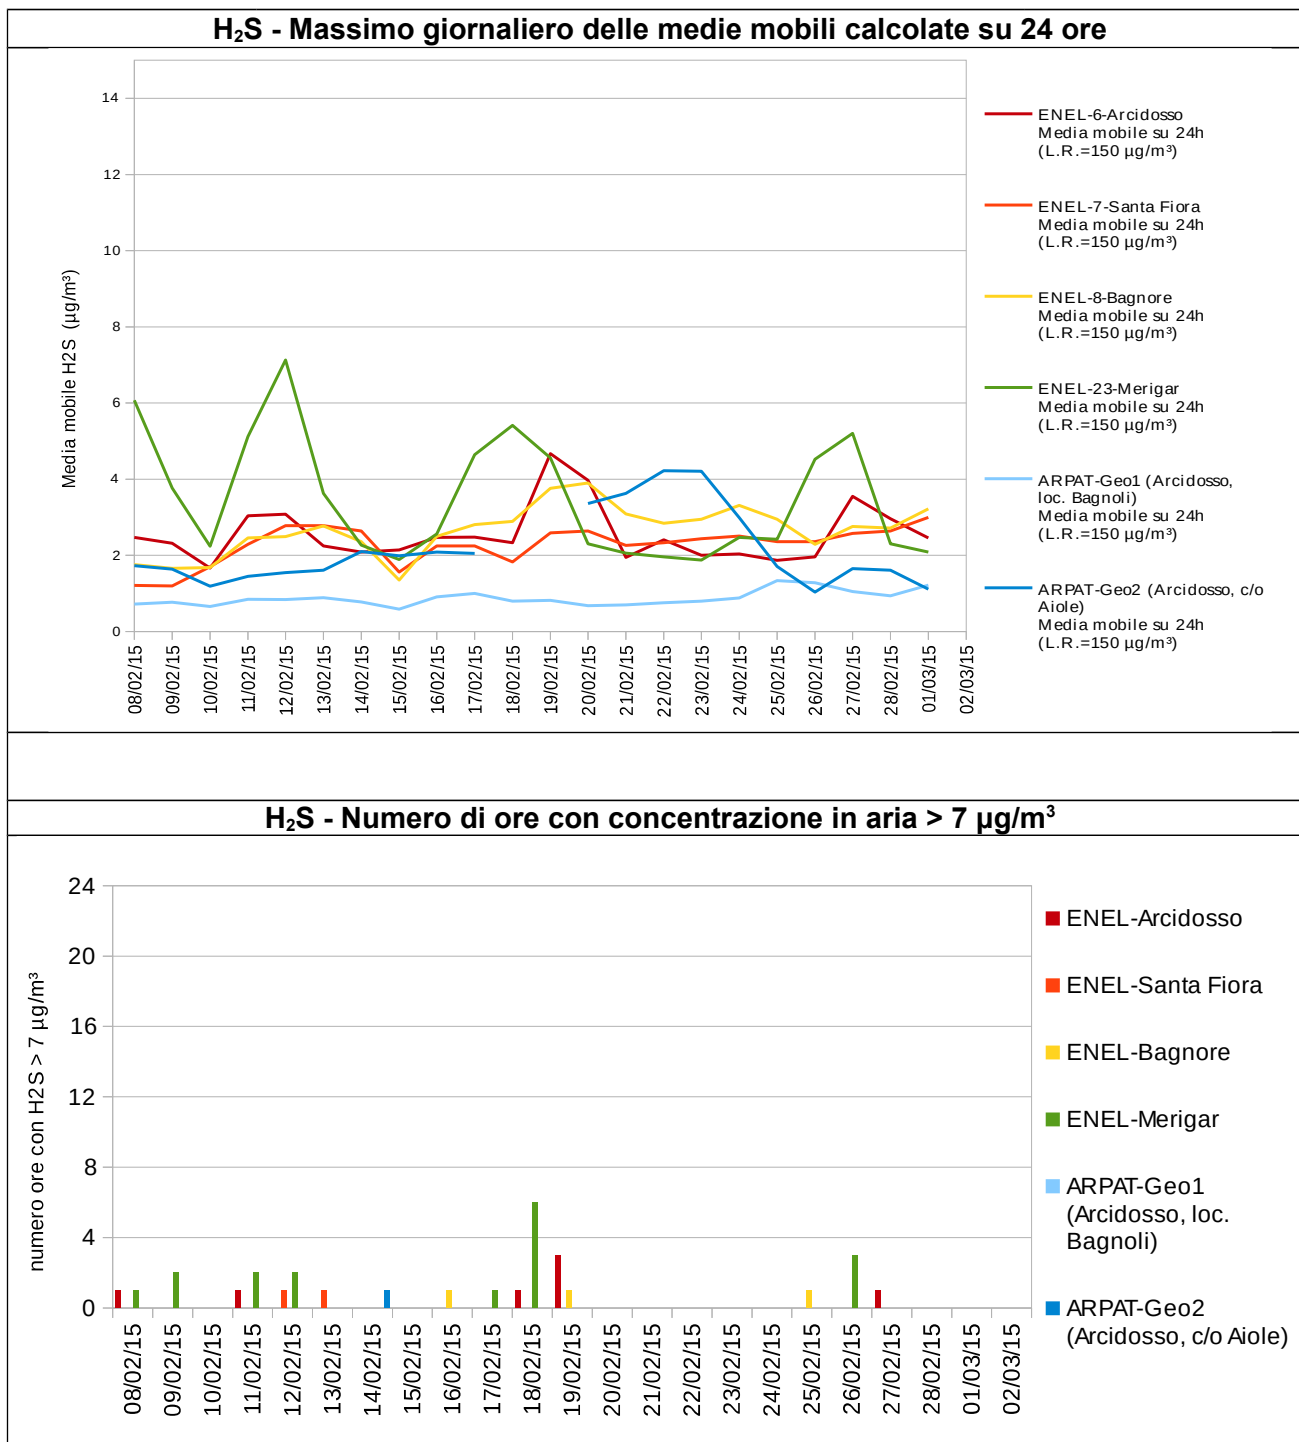 H₂S - Massimo giornaliero delle medie mobili calcolate su 24 ore
Media mobile H2S (µg/m³)
14
12
10
8
6
4
2
0
08/02/15
09/02/15
10/02/15
11/02/15
12/02/15
13/02/15
14/02/15
15/02/15
16/02/15
17/02/15
18/02/15
19/02/15
20/02/15
21/02/15
22/02/15
23/02/15
24/02/15
25/02/15
26/02/15
27/02/15
28/02/15
01/03/15
02/03/15
ENEL-6-Arcidosso
Media mobile su 24h
(L.R.=150 µg/m³)
ENEL-7-Santa Fiora
Media mobile su 24h
(L.R.=150 µg/m³)
ENEL-8-Bagnore
Media mobile su 24h
(L.R.=150 µg/m³)
ENEL-23-Merigar
Media mobile su 24h
(L.R.=150 µg/m³)
ARPAT-Geo1 (Arcidosso,
loc. Bagnoli)
Media mobile su 24h
(L.R.=150 µg/m³)
ARPAT-Geo2 (Arcidosso, c/o
Aiole)
Media mobile su 24h
(L.R.=150 µg/m³)
H₂S - Numero di ore con concentrazione in aria > 7 µg/m³
numero ore con H2S > 7 µg/m³
24
20
16
12
8
4
0
08/02/15
09/02/15
10/02/15
11/02/15
12/02/15
13/02/15
14/02/15
15/02/15
16/02/15
17/02/15
18/02/15
19/02/15
20/02/15
21/02/15
22/02/15
23/02/15
24/02/15
25/02/15
26/02/15
27/02/15
28/02/15
01/03/15
02/03/15
ENEL-Arcidosso
ENEL-Santa Fiora
ENEL-Bagnore
ENEL-Merigar
ARPAT-Geo1
(Arcidosso, loc.
Bagnoli)
ARPAT-Geo2
(Arcidosso, c/o Aiole)